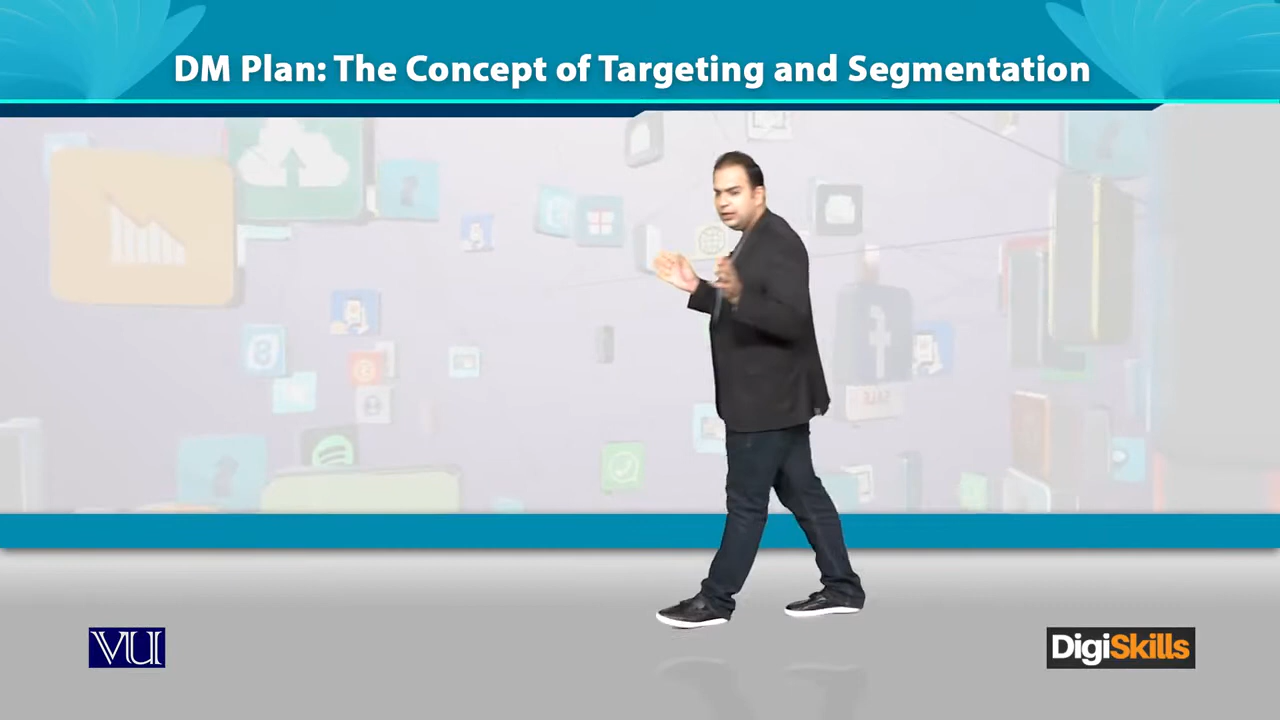 DM Plan: The Concept of Targeting and Segmentation
VU
DigiSkills